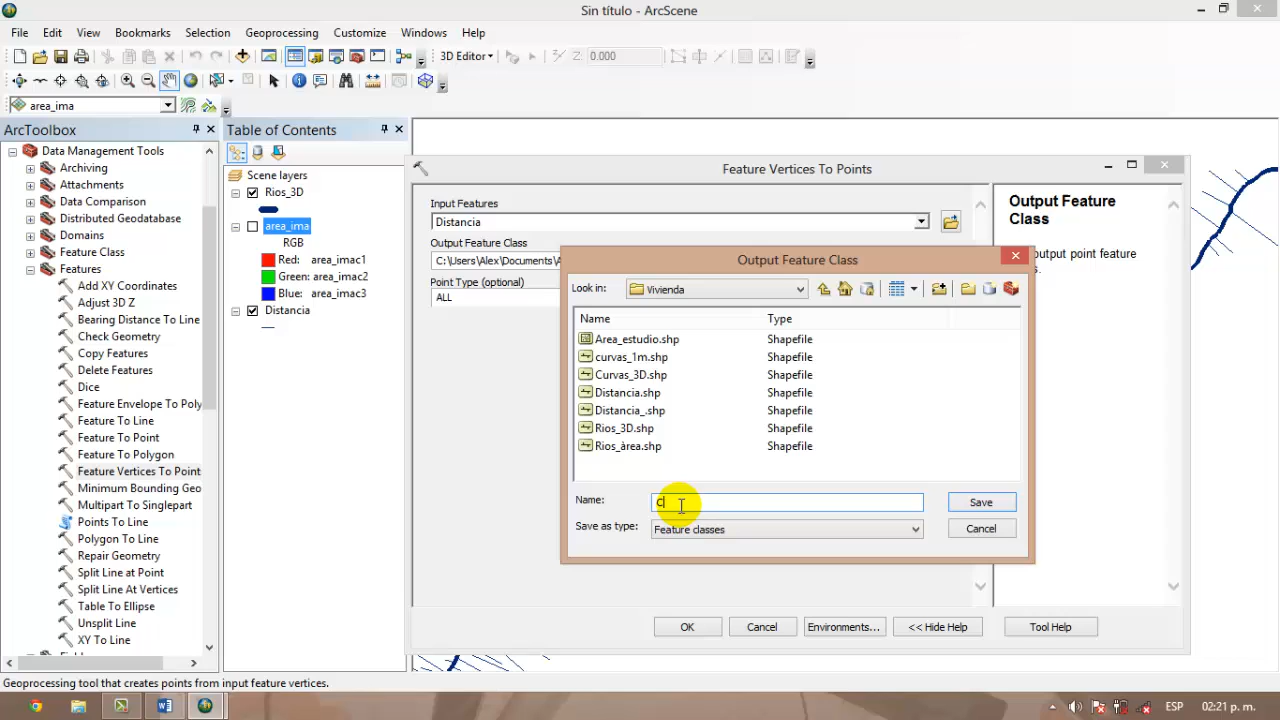 Sin título - ArcScene
File Edit View Bookmarks Selection Geoprocessing Customize Windows Help
3D Editor Z: 0.000
area_ima
ArcToolbox
Data Management Tools
Archiving
Attachments
Data Comparison
Distributed Geodatabase
Domains
Feature Class
Features
Add XY Coordinates
Adjust 3D Z
Bearing Distance To Line
Check Geometry
Copy Features
Delete Features
Dice
Feature Envelope To Poly
Feature To Line
Feature To Point
Feature To Polygon
Feature Vertices To Point
Minimum Bounding Geo
Multipart To Singlepart
Points To Line
Polygon To Line
Repair Geometry
Split Line at Point
Split Line At Vertices
Table To Ellipse
Unsplit Line
XY To Line
Table Of Contents
Scene layers
Rios_3D
area_ima
RGB
Red: area_imac1
Green: area_imac2
Blue: area_imac3
Distancia
Feature Vertices To Points
Input Features
Distancia
Output Feature Class
C:\Users\Alex\Documents\A
Point Type (optional)
ALL
Output Feature
Class
output point feature
s.
Output Feature Class
Look in: Vivienda
Name Type
Area_estudio.shp Shapefile
curvas_1m.shp Shapefile
Curvas_3D.shp Shapefile
Distancia.shp Shapefile
Distancia_.shp Shapefile
Rios_3D.shp Shapefile
Rios_àrea.shp Shapefile
Name: C Save
Save as type: Feature classes Cancel
OK Cancel Environments... << Hide Help Tool Help
Geoprocessing tool that creates points from input feature vertices.
ESP 02:21 p. m.